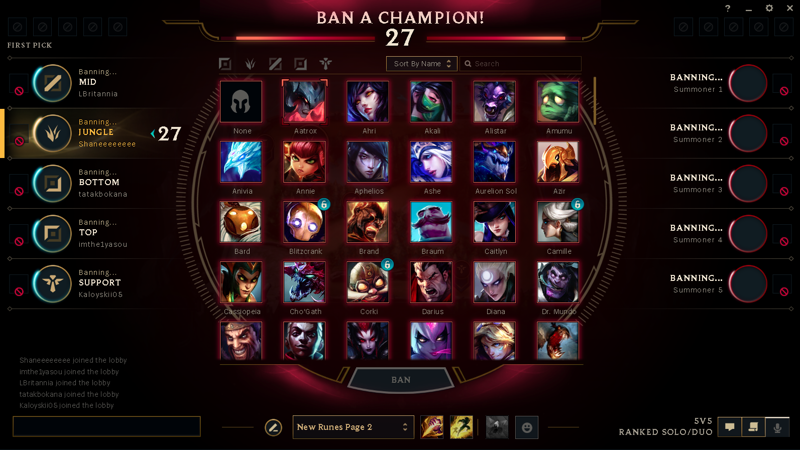 BAN A CHAMPION!
27
FIRST PICK
Banning...
MID
LBritannia
Banning...
JUNGLE
Shaneeeeeeee
27
Banning...
BOTTOM
tatakbokana
Banning...
TOP
imthe1yasou
Banning...
SUPPORT
Kaloyskii05
Sort By Name
Search
None
Aatrox
Ahri
Akali
Alistar
Amumu
Anivia
Annie
Aphelios
Ashe
Aurelion Sol
Azir
Bard
Blitzcrank
Brand
Braum
Caitlyn
Camille
Cassiopeia
Cho'Gath
Corki
Darius
Diana
Dr. Mundo
BANNING...
Summoner 1
BANNING...
Summoner 2
BANNING...
Summoner 3
BANNING...
Summoner 4
BANNING...
Summoner 5
Shaneeeeeeee joined the lobby
imthe1yasou joined the lobby
LBritannia joined the lobby
tatakbokana joined the lobby
Kaloyskii05 joined the lobby
BAN
New Runes Page 2
5V5
RANKED SOLO/DUO